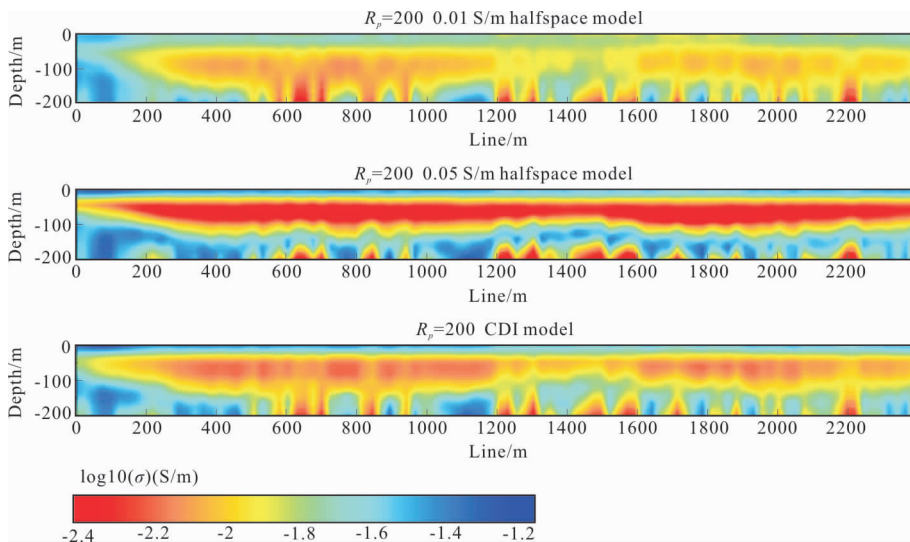 R_p=200 0.01 S/m halfspace model
Depth/m
0
-100
-200
0 200 400 600 800 1000 1200 1400 1600 1800 2000 2200
Line/m
R_p=200 0.05 S/m halfspace model
Depth/m
0
-100
-200
0 200 400 600 800 1000 1200 1400 1600 1800 2000 2200
Line/m
R_p=200 CDI model
Depth/m
0
-100
-200
0 200 400 600 800 1000 1200 1400 1600 1800 2000 2200
Line/m
log10(σ)(S/m)
-2.4 -2.2 -2 -1.8 -1.6 -1.4 -1.2